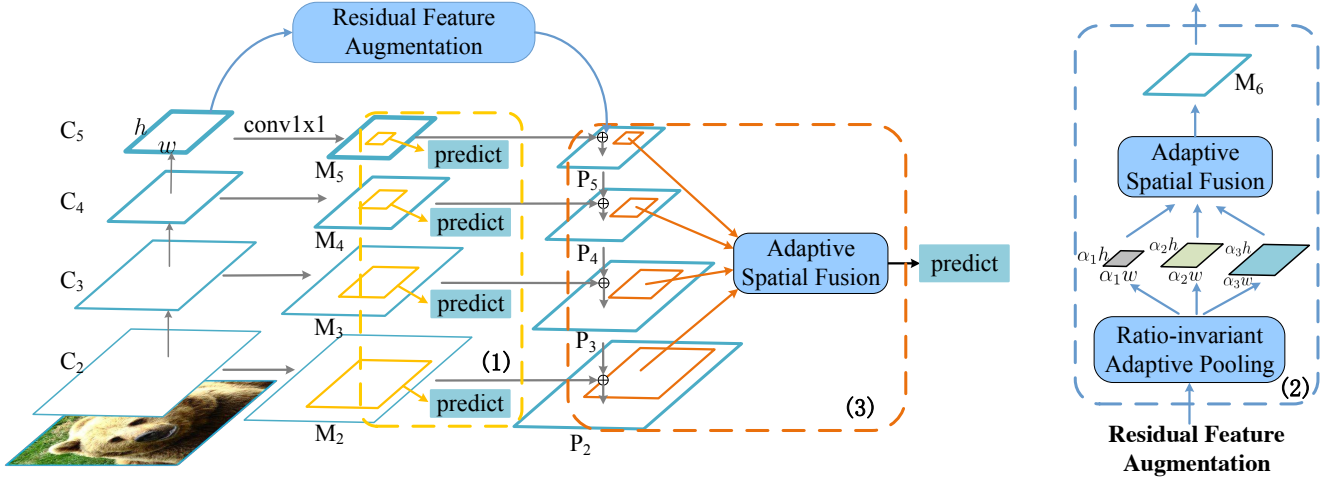 Residual Feature
Augmentation
C5
h
w
conv1x1
M5
predict
P5
C4
M4
predict
P4
C3
M3
predict
P3
C2
M2
predict
P2
(1)
Adaptive
Spatial Fusion
predict
(3)
M6
Adaptive
Spatial Fusion
α1h
α1w
α2h
α2w
α3h
α3w
Ratio-invariant
Adaptive Pooling
(2)
Residual Feature
Augmentation